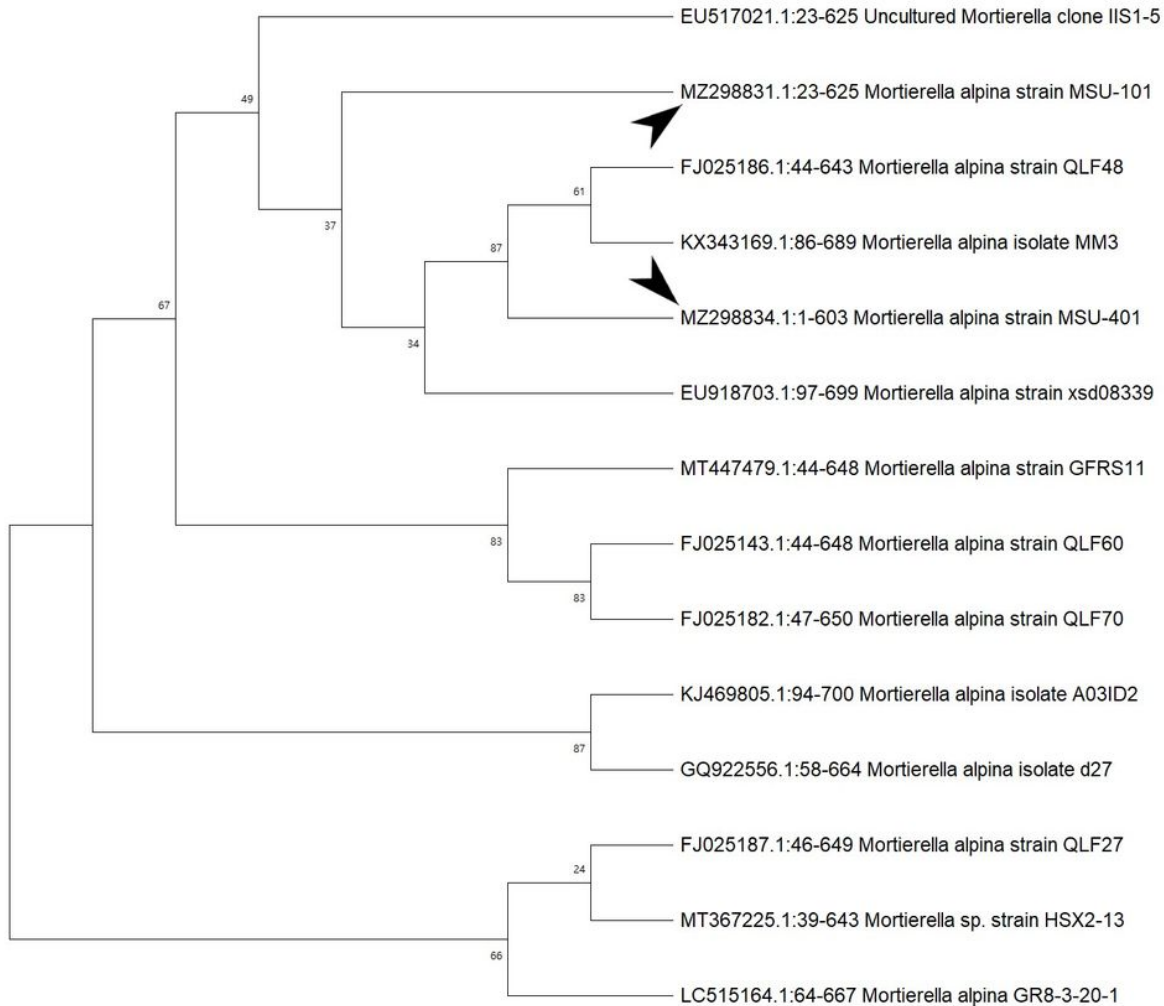 EU517021.1:23-625 Uncultured Mortierella clone IIS1-5
49
MZ298831.1:23-625 Mortierella alpina strain MSU-101
FJ025186.1:44-643 Mortierella alpina strain QLF48
61
37
KX343169.1:86-689 Mortierella alpina isolate MM3
87
67
MZ298834.1:1-603 Mortierella alpina strain MSU-401
34
EU918703.1:97-699 Mortierella alpina strain xsd08339
MT447479.1:44-648 Mortierella alpina strain GFRS11
83
FJ025143.1:44-648 Mortierella alpina strain QLF60
83
FJ025182.1:47-650 Mortierella alpina strain QLF70
KJ469805.1:94-700 Mortierella alpina isolate A03ID2
87
GQ922556.1:58-664 Mortierella alpina isolate d27
FJ025187.1:46-649 Mortierella alpina strain QLF27
24
MT367225.1:39-643 Mortierella sp. strain HSX2-13
66
LC515164.1:64-667 Mortierella alpina GR8-3-20-1